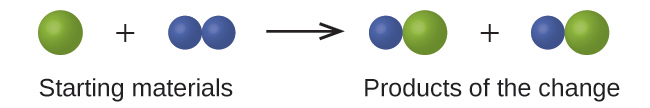 + +
Starting materials Products of the change